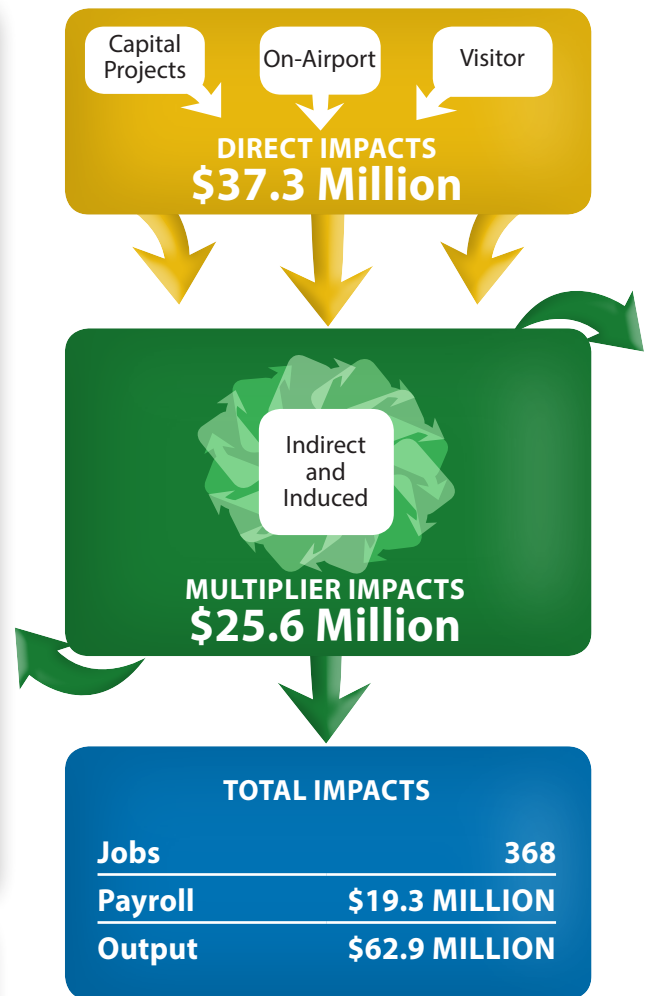 Capital
Projects
On-Airport
Visitor
DIRECT IMPACTS
$37.3 Million
Indirect
and
Induced
MULTIPLIER IMPACTS
$25.6 Million
TOTAL IMPACTS
Jobs 368
Payroll $19.3 MILLION
Output $62.9 MILLION